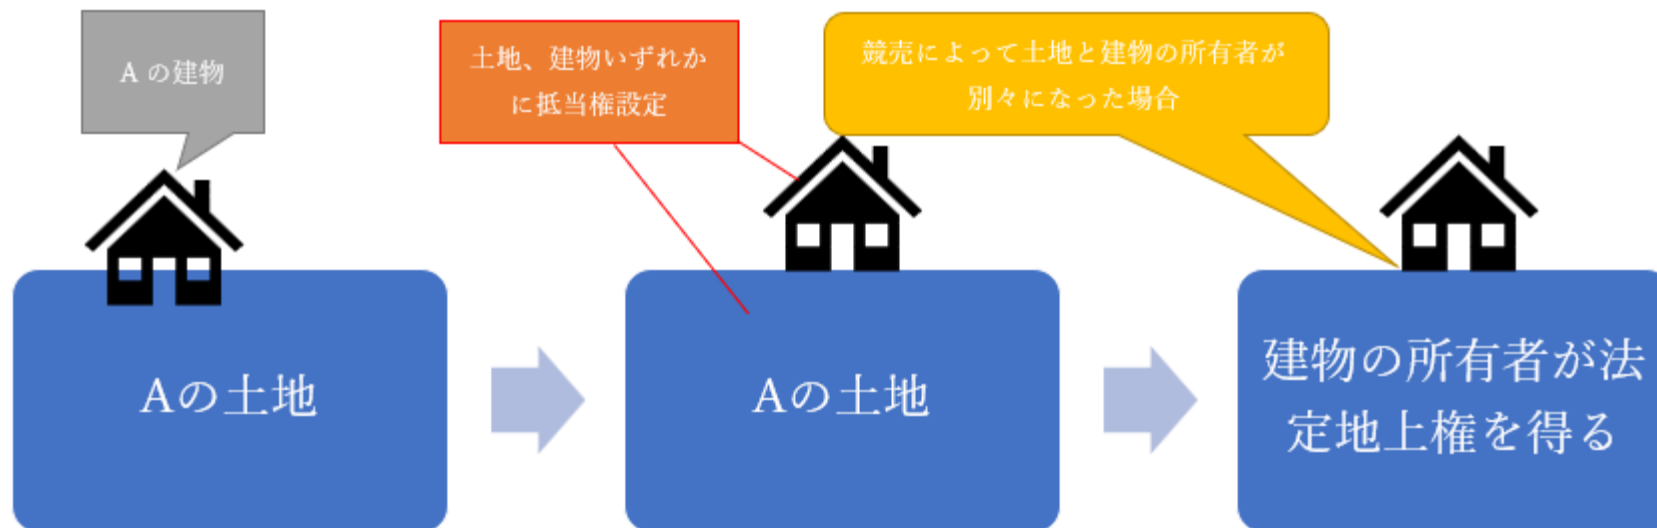 A の建物
土地、建物いずれか
に抵当権設定
競売によって土地と建物の所有者が
別々になった場合
Aの土地
Aの土地
建物の所有者が法
定地上権を得る